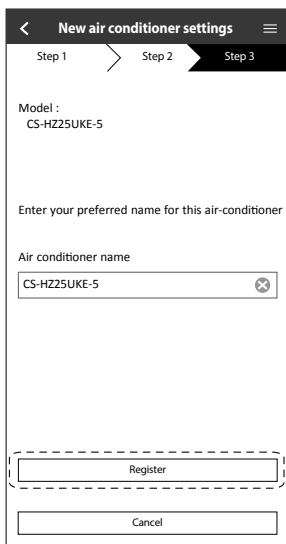 New air conditioner settings
Step 1 Step 2 Step 3
Model :
CS-HZ25UKE-5
Enter your preferred name for this air-conditioner
Air conditioner name
CS-HZ25UKE-5
Register
Cancel